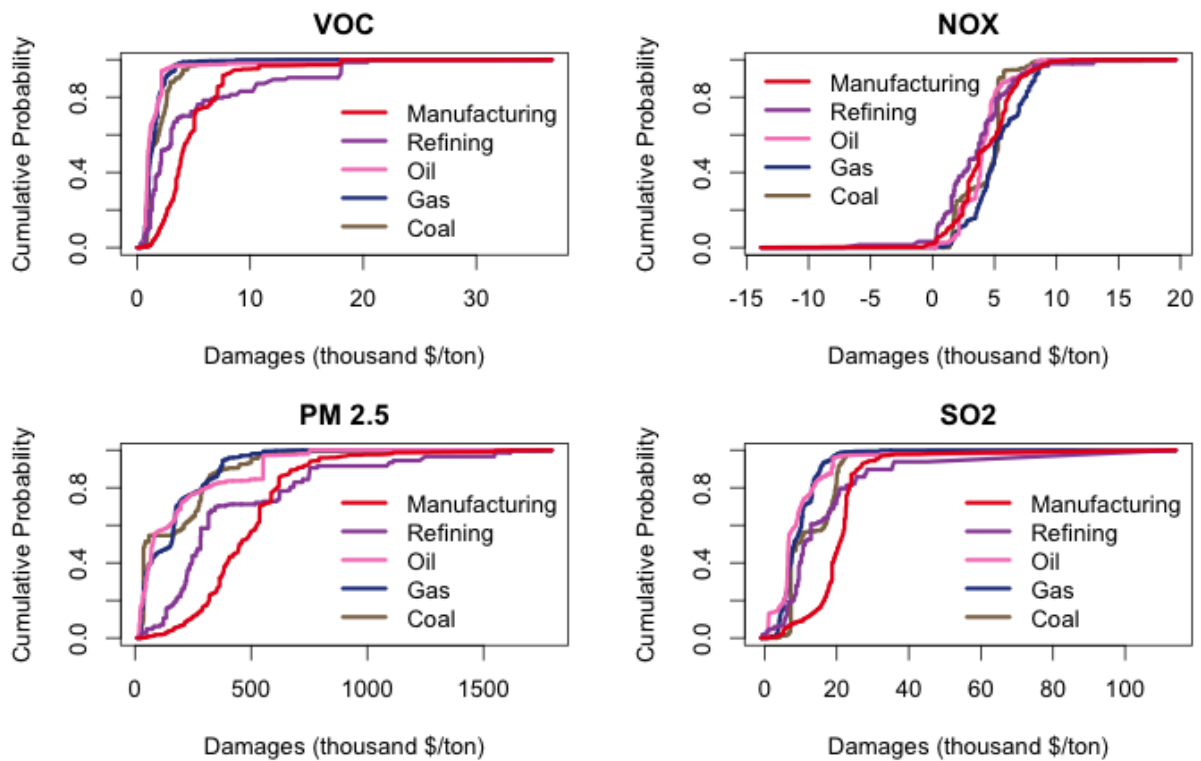 VOC
Cumulative Probability
0.0 0.4 0.8
Manufacturing
Refining
Oil
Gas
Coal
0 10 20 30
Damages (thousand $/ton)
NOX
Cumulative Probability
0.0 0.4 0.8
Manufacturing
Refining
Oil
Gas
Coal
-15 -10 -5 0 5 10 15 20
Damages (thousand $/ton)
PM 2.5
Cumulative Probability
0.0 0.4 0.8
Manufacturing
Refining
Oil
Gas
Coal
0 500 1000 1500
Damages (thousand $/ton)
SO2
Cumulative Probability
0.0 0.4 0.8
Manufacturing
Refining
Oil
Gas
Coal
0 20 40 60 80 100
Damages (thousand $/ton)